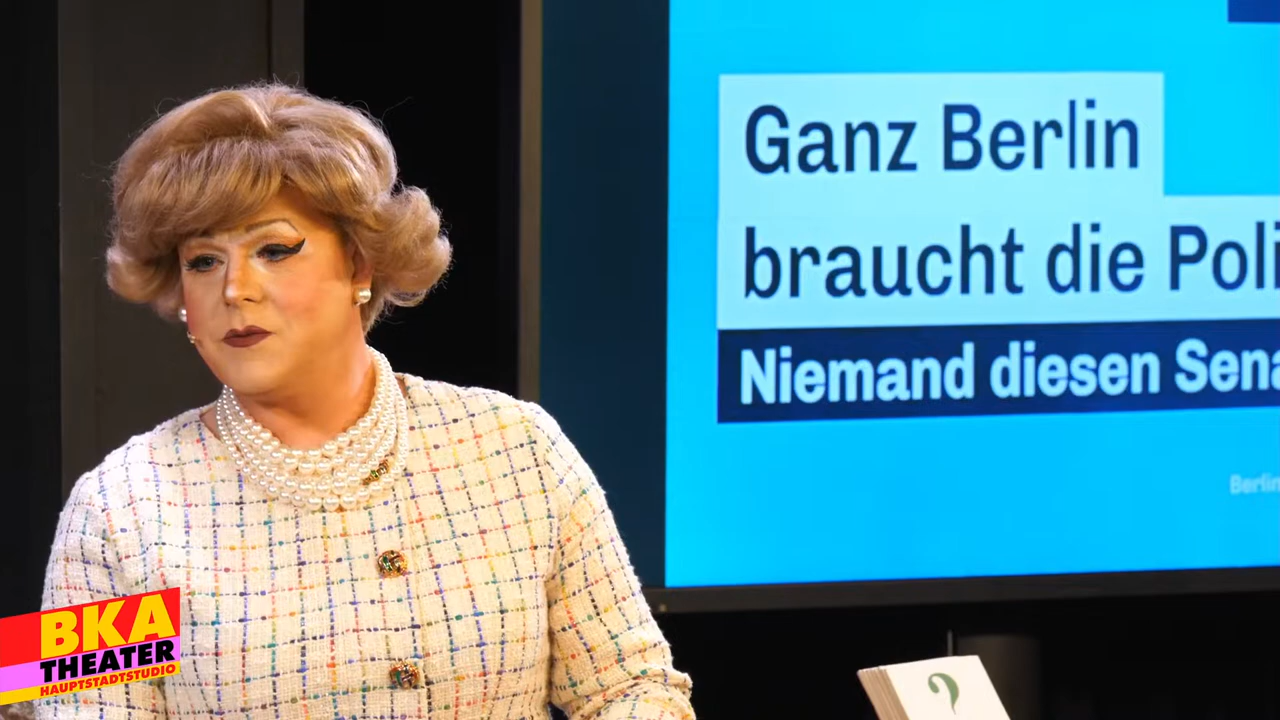 Ganz Berlin
braucht die Poli
Niemand diesen Sena
Berlin
BKA
THEATER
HAUPTSTADTSTUDIO
?